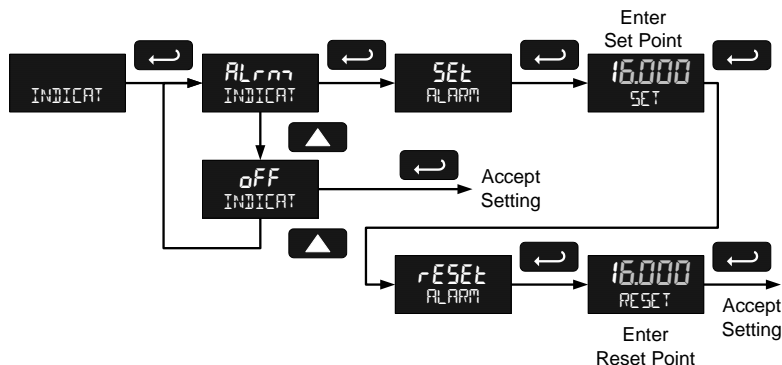 Enter
Set Point
INDICAT
ALrm
INDICAT
SEt
ALARM
16.000
SET
oFF
INDICAT
Accept
Setting
rESEt
ALARM
16.000
RESET
Accept
Setting
Enter
Reset Point